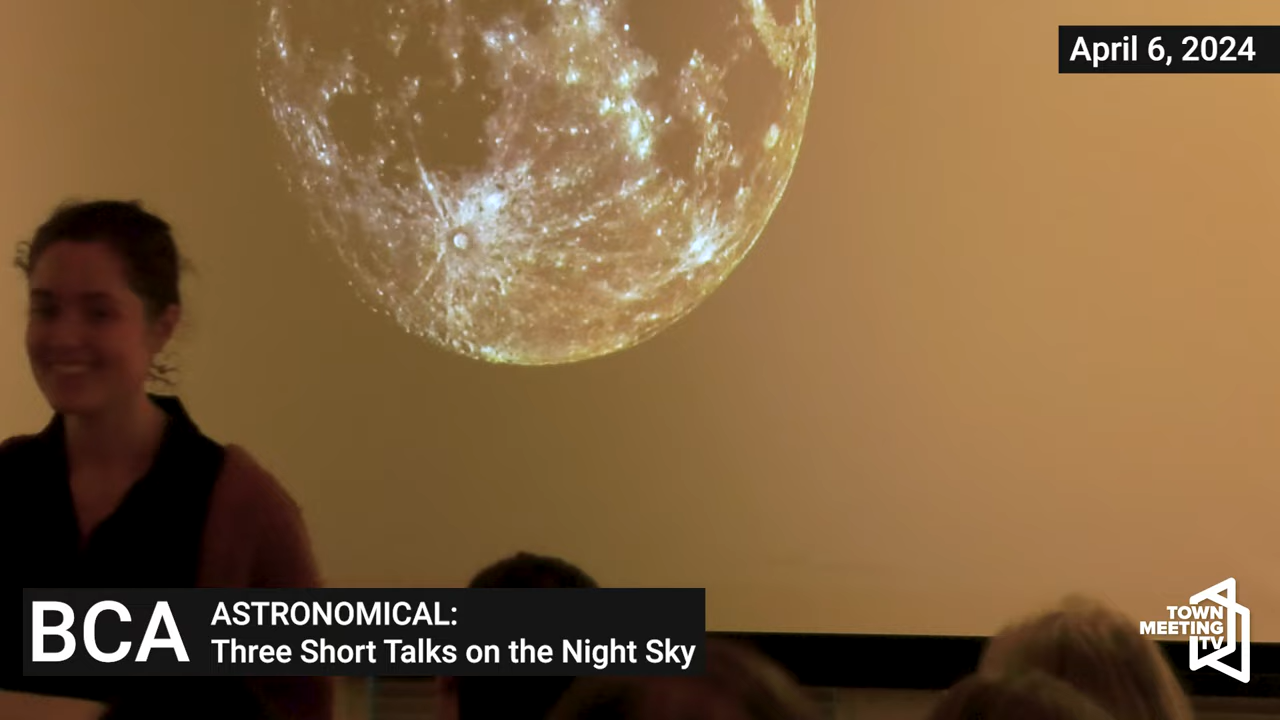 April 6, 2024
BCA
ASTRONOMICAL:
Three Short Talks on the Night Sky
TOWN
MEETING
TV